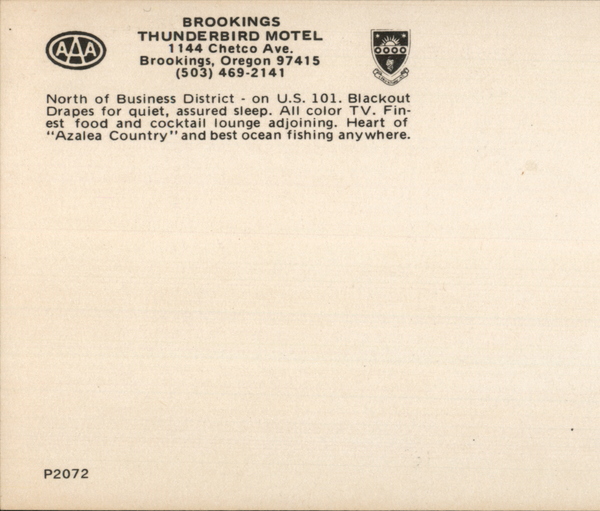 AAA
BROOKINGS
THUNDERBIRD MOTEL
1144 Chetco Ave.
Brookings, Oregon 97415
(503) 469-2141
North of Business District - on U.S. 101. Blackout
Drapes for quiet, assured sleep. All color TV. Fin-
est food and cocktail lounge adjoining. Heart of
"Azalea Country" and best ocean fishing anywhere.
P2072